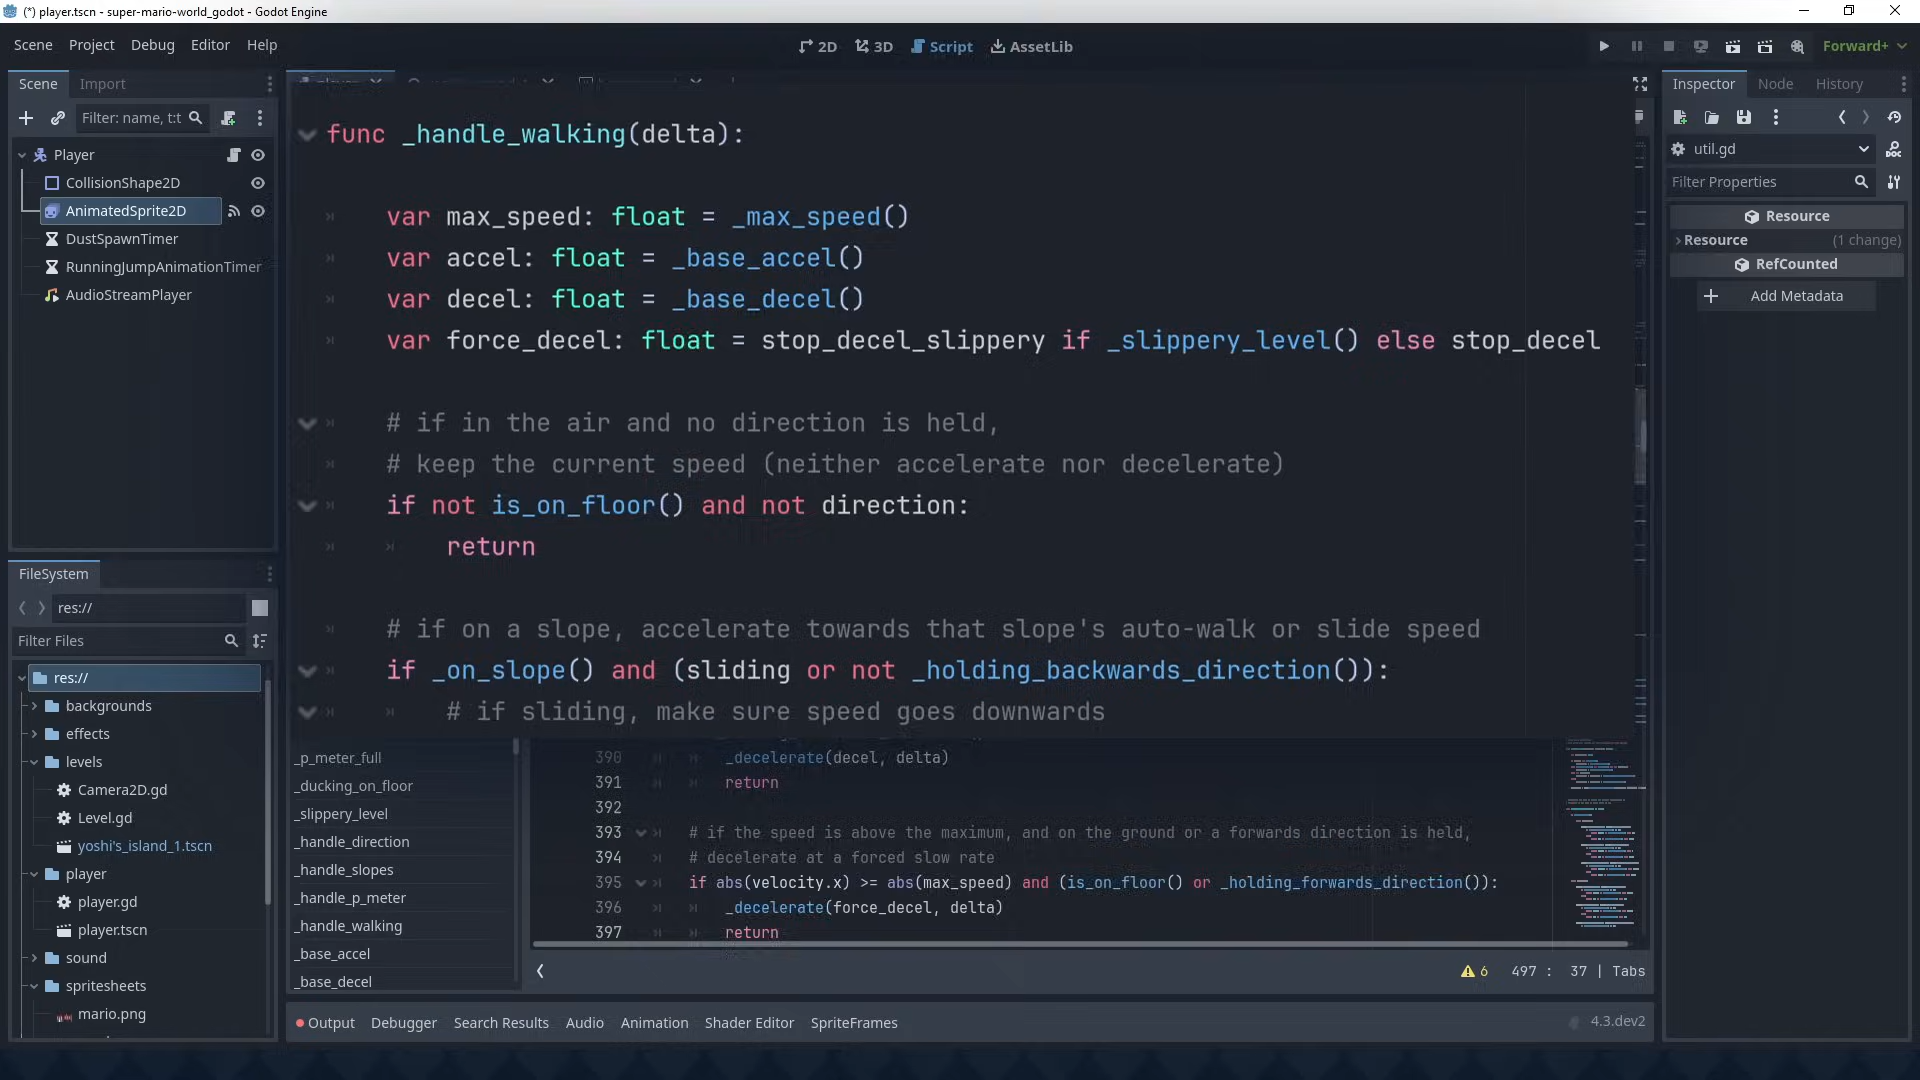 (*) player.tscn - super-mario-world_godot - Godot Engine
Scene Project Debug Editor Help
2D 3D Script AssetLib
Forward+
Scene Import
Filter: name, t:t
Player
CollisionShape2D
AnimatedSprite2D
DustSpawnTimer
RunningJumpAnimationTimer
AudioStreamPlayer
FileSystem
res://
Filter Files
res://
backgrounds
effects
levels
Camera2D.gd
Level.gd
yoshi's_island_1.tscn
player
player.gd
player.tscn
sound
spritesheets
mario.png
func _handle_walking(delta):
var max_speed: float = _max_speed()
var accel: float = _base_accel()
var decel: float = _base_decel()
var force_decel: float = stop_decel_slippery if _slippery_level() else stop_decel
# if in the air and no direction is held,
# keep the current speed (neither accelerate nor decelerate)
if not is_on_floor() and not direction:
return
# if on a slope, accelerate towards that slope's auto-walk or slide speed
if _on_slope() and (sliding or not _holding_backwards_direction()):
# if sliding, make sure speed goes downwards
_p_meter_full
_ducking_on_floor
_slippery_level
_handle_direction
_handle_slopes
_handle_p_meter
_handle_walking
_base_accel
_base_decel
390 _decelerate(decel, delta)
391 return
392
393 # if the speed is above the maximum, and on the ground or a forwards direction is held,
394 # decelerate at a forced slow rate
395 if abs(velocity.x) >= abs(max_speed) and (is_on_floor() or _holding_forwards_direction()):
396 _decelerate(force_decel, delta)
397 return
6 497 : 37 | Tabs
Output Debugger Search Results Audio Animation Shader Editor SpriteFrames
4.3.dev2
Inspector Node History
util.gd
DOC
Filter Properties
Resource
Resource (1 change)
RefCounted
Add Metadata